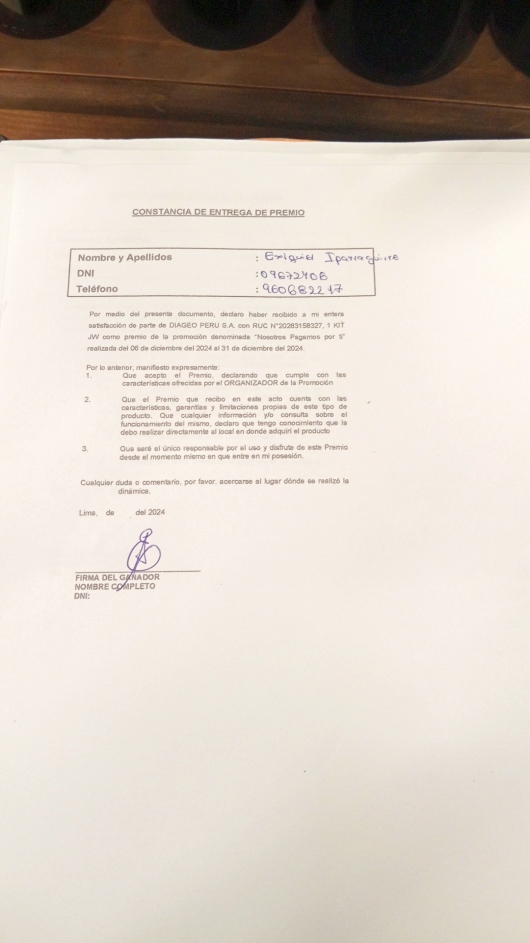 CONSTANCIA DE ENTREGA DE PREMIO
Nombre y Apellidos : Exiguiel Iparraguirre
DNI : 09672408
Teléfono : 960682217
Por medio del presente documento, declaro haber recibido a mi entera
satisfacción de parte de DIAGEO PERU S.A. con RUC N°20283158327, 1 KIT
JW como premio de la promoción denominada "Nosotros Pagamos por ti"
realizada del 06 de diciembre del 2024 al 31 de diciembre del 2024.
Por lo anterior, manifiesto expresamente:
1. Que acepto el Premio, declarando que cumple con las
características ofrecidas por el ORGANIZADOR de la Promoción
2. Que el Premio que recibo en este acto cuenta con las
características, garantías y limitaciones propias de este tipo de
producto. Que cualquier información y/o consulta sobre el
funcionamiento del mismo, declaro que tengo conocimiento que la
debo realizar directamente al local en donde adquirí el producto
3. Que seré el único responsable por el uso y disfrute de este Premio
desde el momento mismo en que entre en mi posesión.
Cualquier duda o comentario, por favor, acercarse al lugar dónde se realizó la
dinámica.
Lima, de del 2024
FIRMA DEL GANADOR
NOMBRE COMPLETO
DNI: